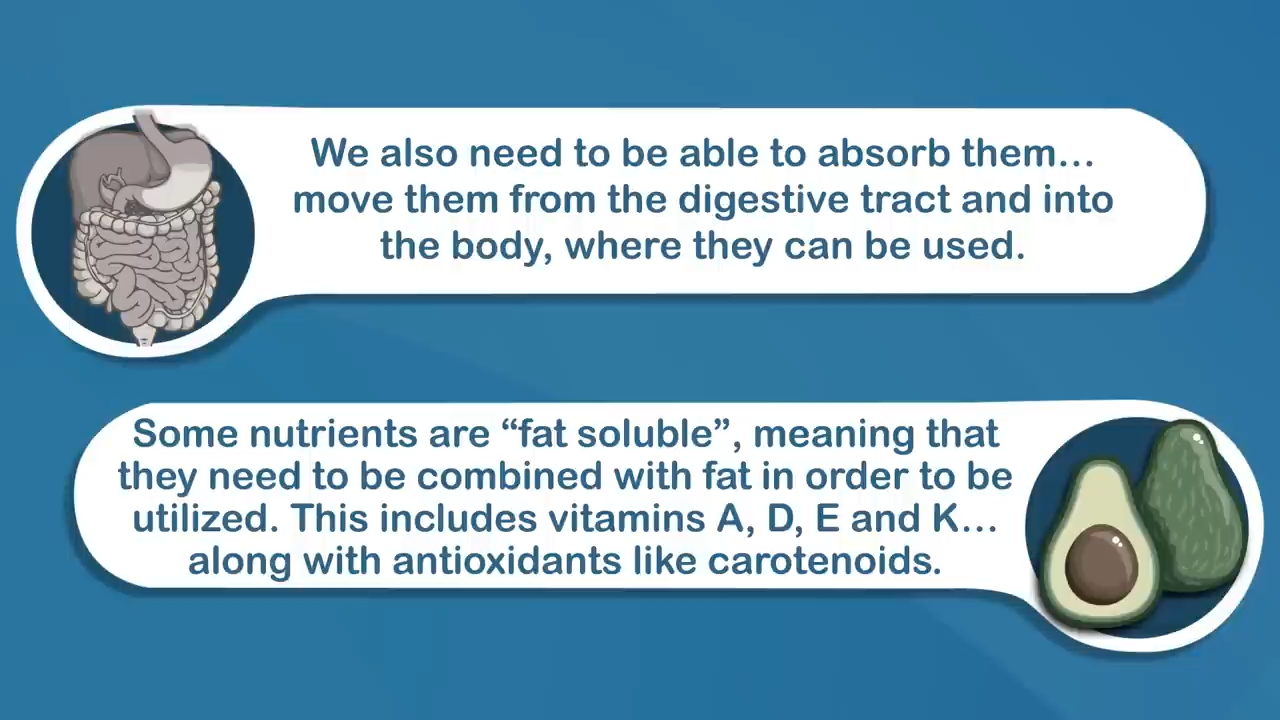 We also need to be able to absorb them...
move them from the digestive tract and into
the body, where they can be used.
Some nutrients are “fat soluble”, meaning that
they need to be combined with fat in order to be
utilized. This includes vitamins A, D, E and K...
along with antioxidants like carotenoids.